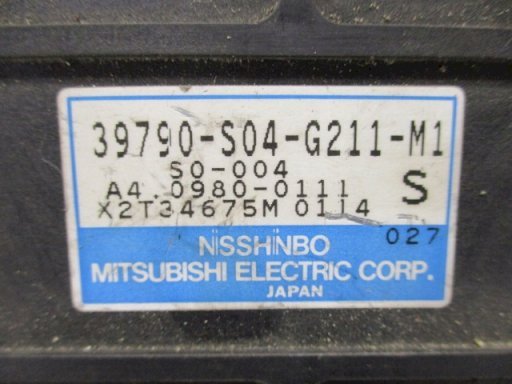 39790-S04-G211-M1
S0-004
A4.0980-0111 S
X2T34675M 0114
027
NISSHINBO
MITSUBISHI ELECTRIC CORP.
JAPAN